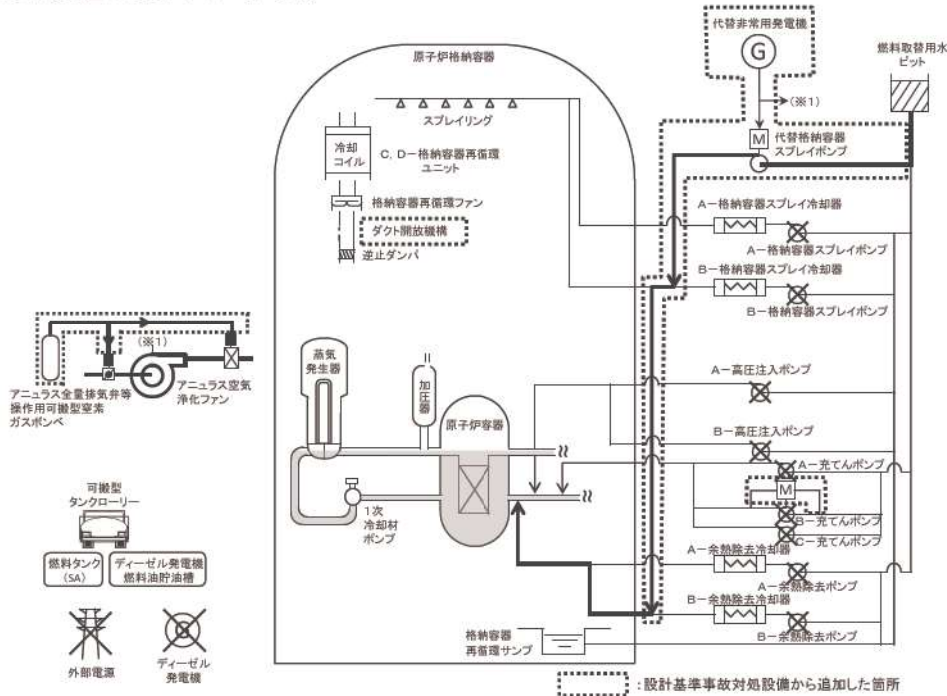 代替非常用発電機
G
燃料取替用水
ピット
原子炉格納容器
(※1)
スプレイリング
M
代替格納容器
スプレイポンプ
冷却
コイル
C,D-格納容器再循環
ユニット
格納容器再循環ファン
ダクト開放機構
逆止ダンパ
A-格納容器スプレイ冷却器
A-格納容器スプレイポンプ
B-格納容器スプレイ冷却器
B-格納容器スプレイポンプ
(※1)
アニュラス全量排気弁等
操作用可搬型窒素
ガスボンベ
アニュラス空気
浄化ファン
蒸気
発生器
加圧器
原子炉容器
A-高圧注入ポンプ
B-高圧注入ポンプ
A-充てんポンプ
M
B-充てんポンプ
C-充てんポンプ
1次
冷却材
ポンプ
可搬型
タンクローリー
燃料タンク
(SA)
ディーゼル発電機
燃料油貯油槽
A-余熱除去冷却器
A-余熱除去ポンプ
B-余熱除去冷却器
B-余熱除去ポンプ
格納容器
再循環サンプ
外部電源
ディーゼル
発電機
:設計基準事故対処設備から追加した箇所